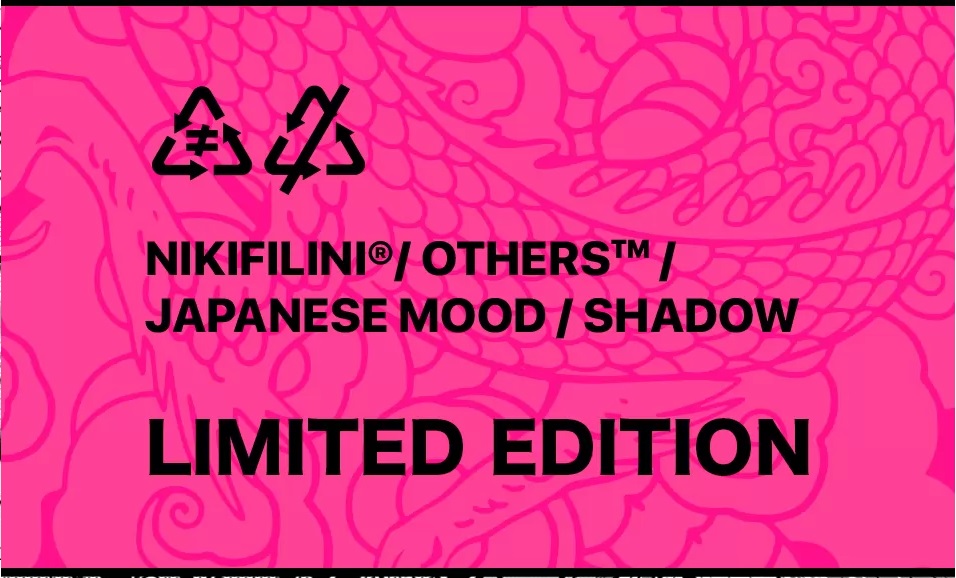 ≠
NIKIFILINI®/ OTHERS™ /
JAPANESE MOOD / SHADOW
LIMITED EDITION